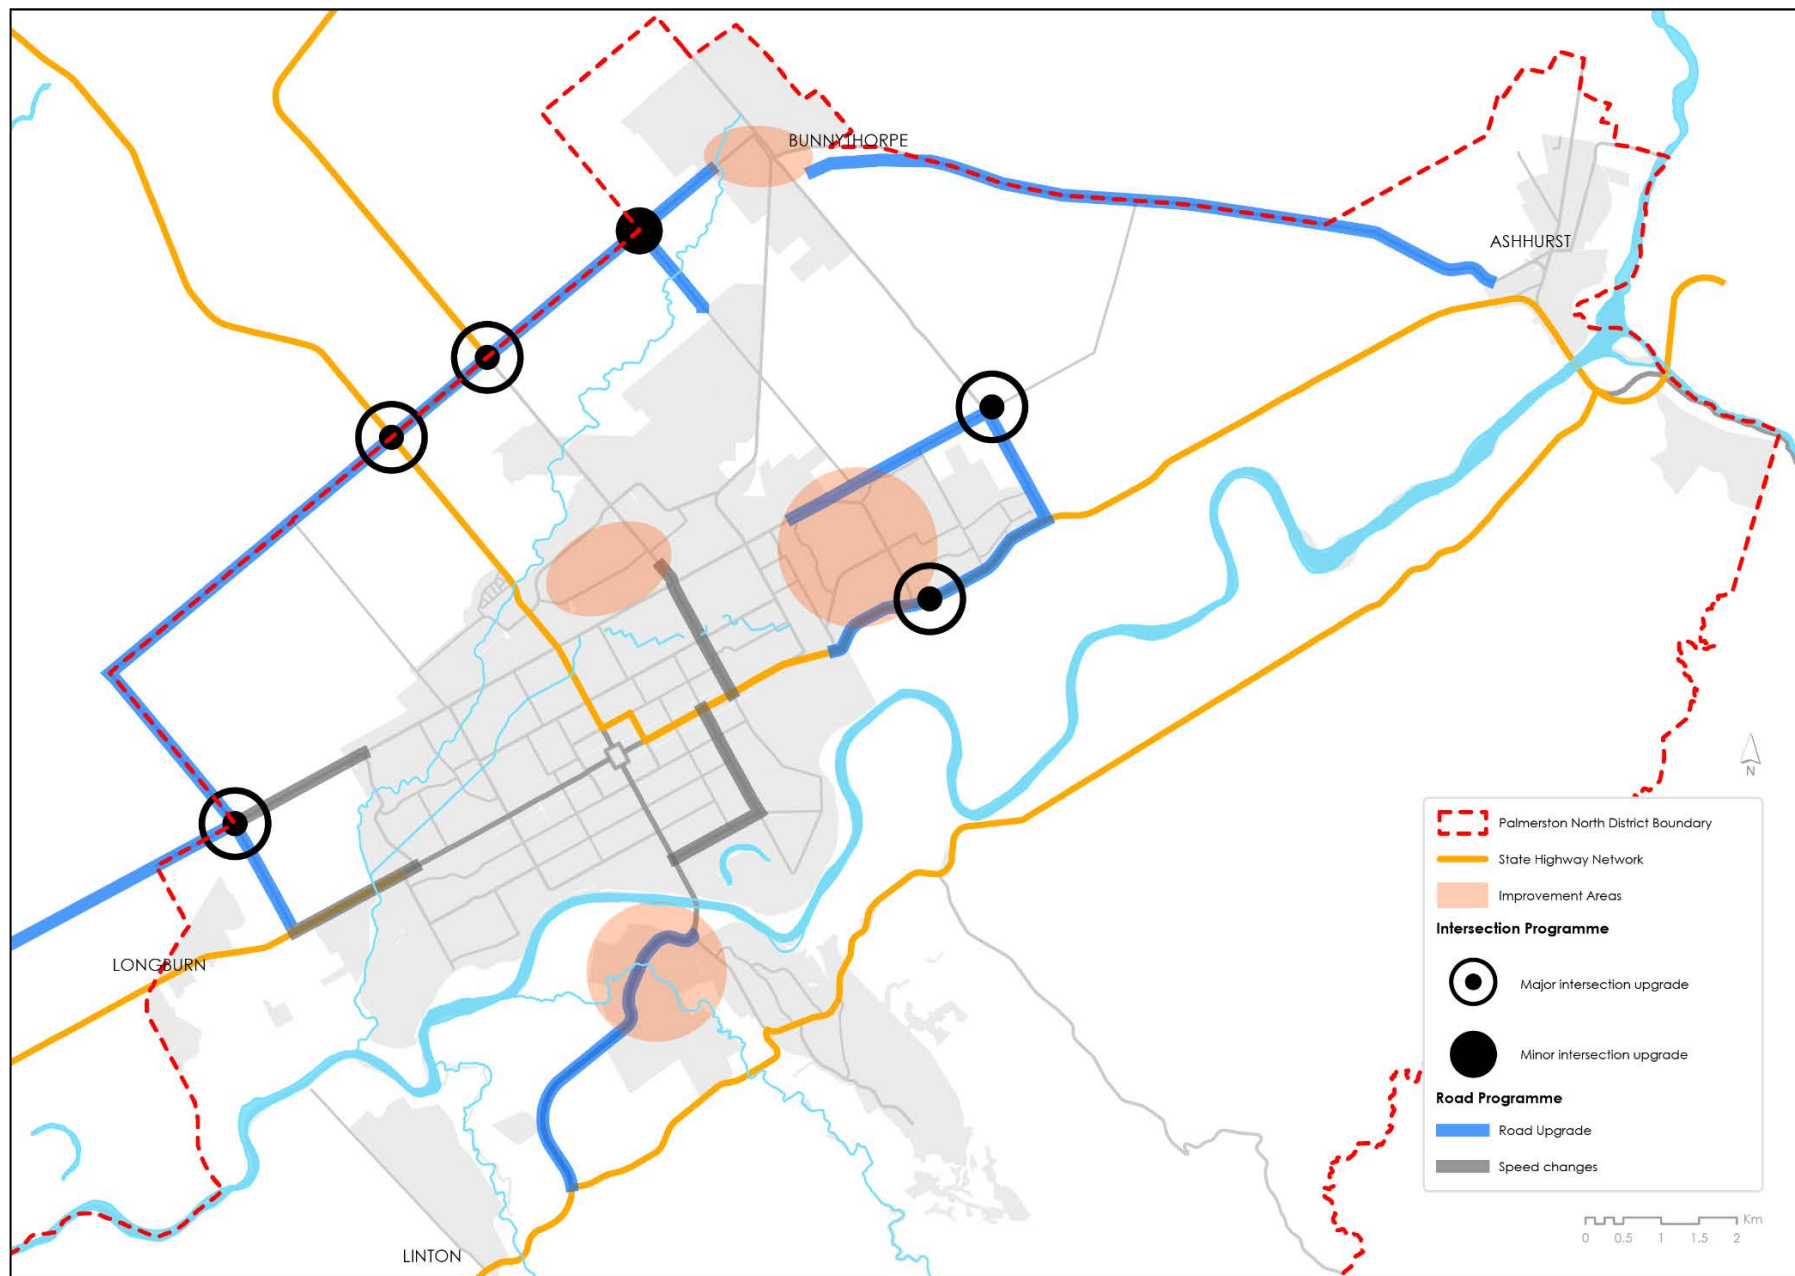 BUNNYTHORPE
ASHHURST
LONGBURN
LINTON
N
Palmerston North District Boundary
State Highway Network
Improvement Areas
Intersection Programme
Major intersection upgrade
Minor intersection upgrade
Road Programme
Road Upgrade
Speed changes
Km
0 0.5 1 1.5 2